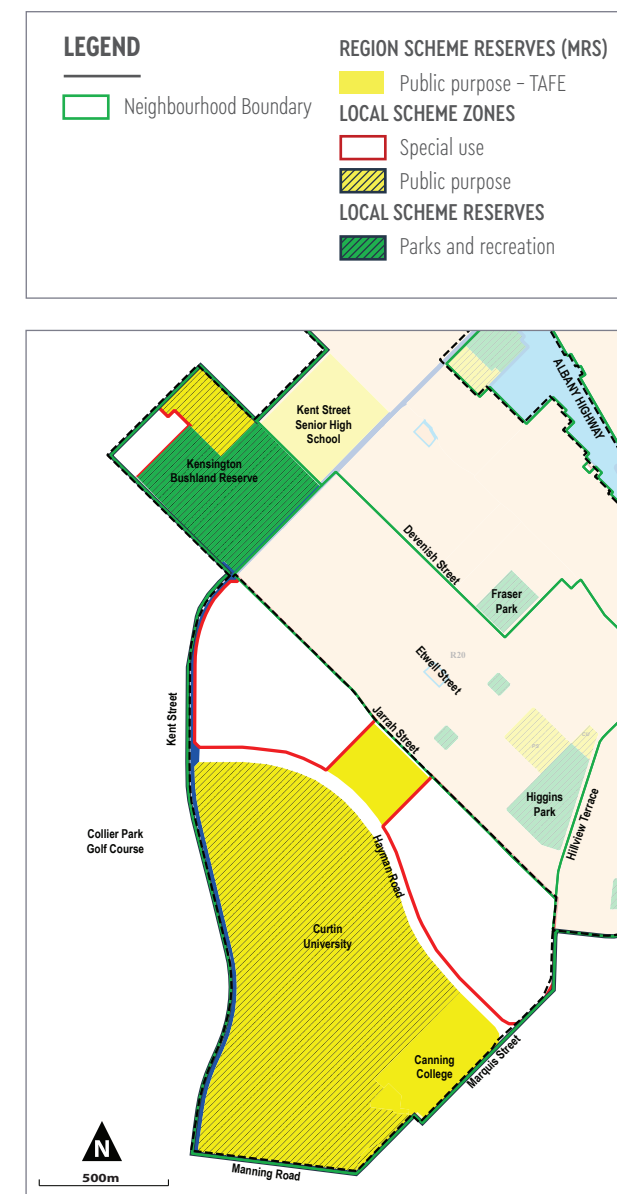 LEGEND
Neighbourhood Boundary
REGION SCHEME RESERVES (MRS)
Public purpose – TAFE
LOCAL SCHEME ZONES
Special use
Public purpose
LOCAL SCHEME RESERVES
Parks and recreation
ALBANY HIGHWAY
Kent Street
Senior High
School
Kensington
Bushland Reserve
Devenish Street
Fraser
Park
Etwell Street
R20
Jarrah Street
Kent Street
Higgins
Park
Hillview Terrace
Collier Park
Golf Course
Hayman Road
Curtin
University
Canning
College
Marquis Street
Manning Road
N
500m